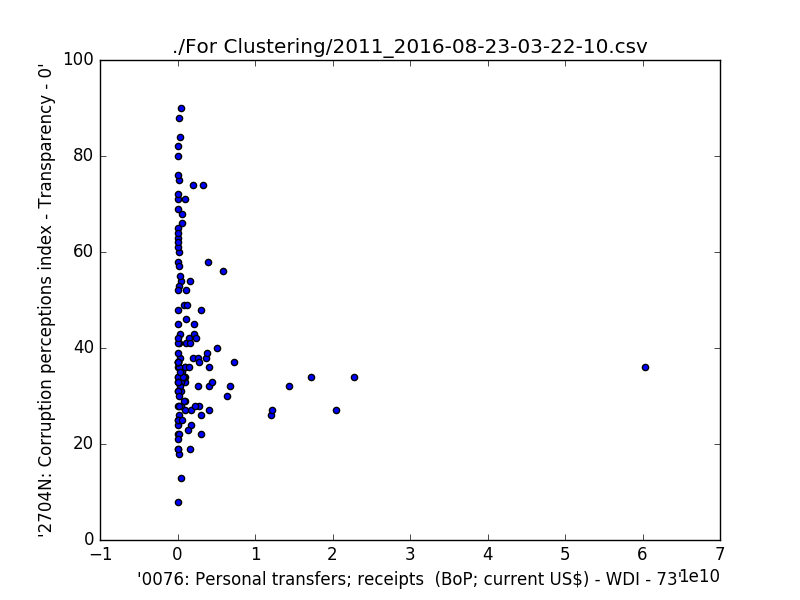 ./For Clustering/2011_2016-08-23-03-22-10.csv
'2704N: Corruption perceptions index - Transparency - 0'
100
80
60
40
20
0
−1 0 1 2 3 4 5 6 7
1e10
'0076: Personal transfers; receipts (BoP; current US$) - WDI - 73'